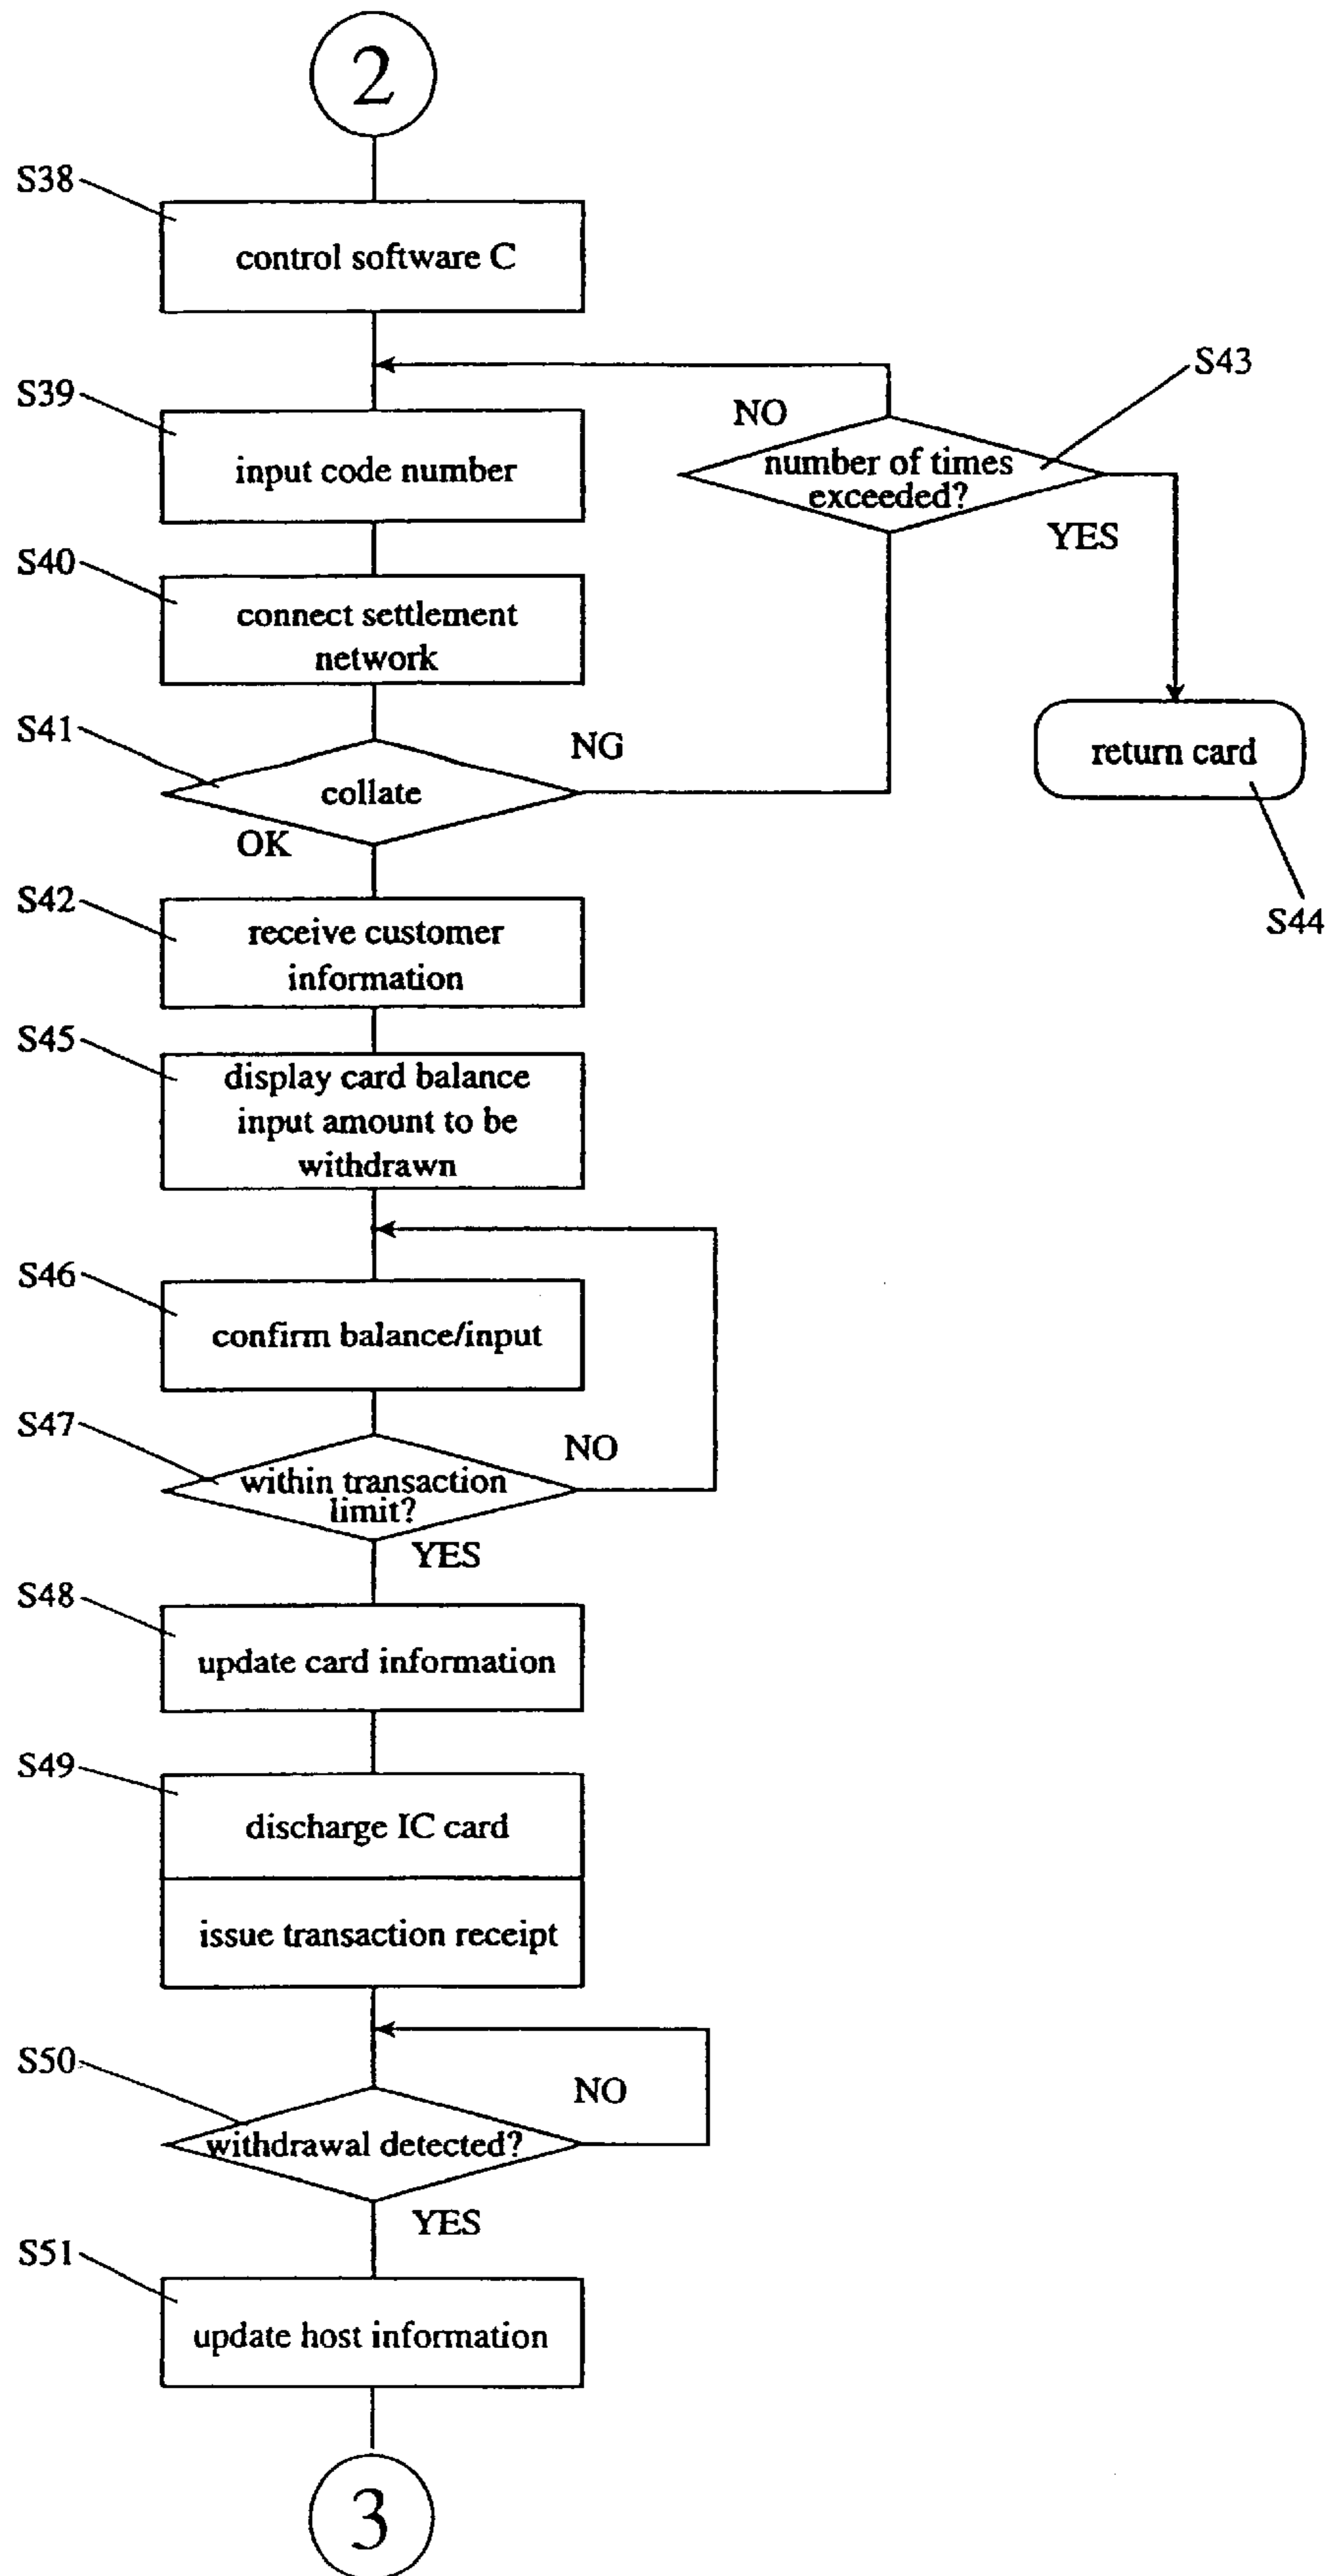 2
S38
control software C
S43
S39
NO
number of times
exceeded?
input code number
YES
S40
connect settlement
network
S41
NG
return card
collate
OK
S42
receive customer
information
S44
S45
display card balance
input amount to be
withdrawn
S46
confirm balance/input
S47
NO
within transaction
limit?
YES
S48
update card information
S49
discharge IC card
issue transaction receipt
S50
NO
withdrawal detected?
YES
S51
update host information
3